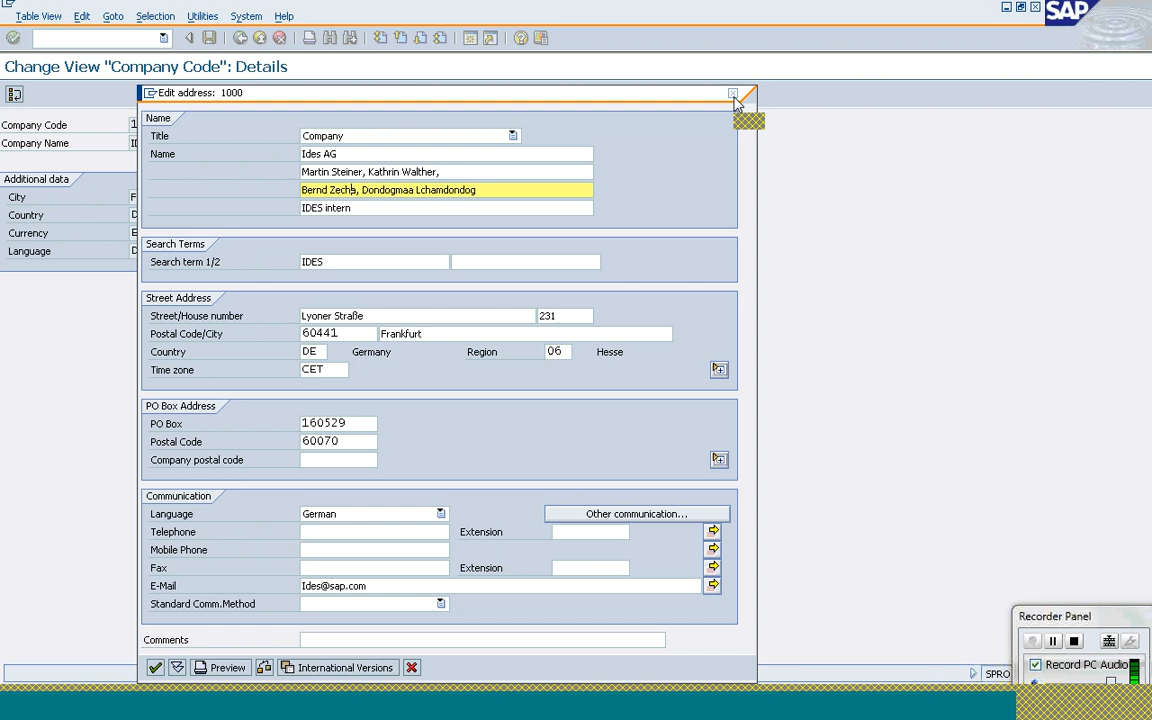 Table View Edit Goto Selection Utilities System Help
SAP
Change View "Company Code": Details
Edit address: 1000
Company Code 1
Name
Company Name
Title Company
Name Ides AG
Martin Steiner, Kathrin Walther,
Additional data
Bernd Zecha, Dondogmaa Lchamdondog
City F
IDES intern
Country D
Currency E
Search Terms
Language D
Search term 1/2 IDES
Street Address
Street/House number Lyoner Straße 231
Postal Code/City 60441 Frankfurt
Country DE Germany Region 06 Hesse
Time zone CET
PO Box Address
PO Box 160529
Postal Code 60070
Company postal code
Communication
Language German Other communication...
Telephone Extension
Mobile Phone
Fax Extension
E-Mail Ides@sap.com
Standard Comm.Method
Recorder Panel
Comments
Record PC Audio
Preview International Versions
SPRO